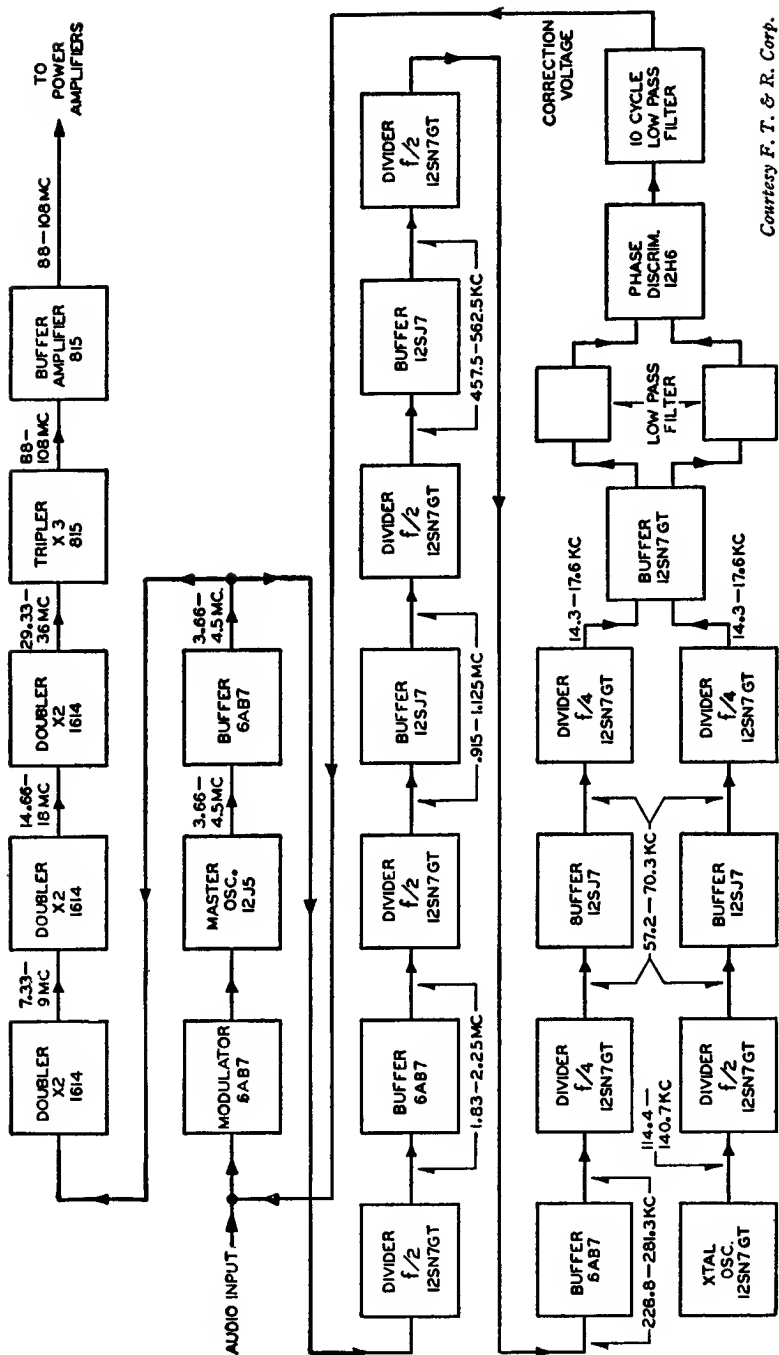 DOUBLER
X2
1614
7.33–
9MC
DOUBLER
X2
1614
14.66–
18 MC
DOUBLER
X2
1614
29.33–
36 MC
TRIPLER
X 3
815
88–
108 MC
BUFFER
AMPLIFIER
815
88–108 MC
TO
POWER
AMPLIFIERS
AUDIO INPUT
MODULATOR
6AB7
MASTER
OSC.
12J5
3.66–
4.5 MC
BUFFER
6AB7
3.66–
4.5 MC.
DIVIDER
f/2
12SN7GT
1.83–2.25 MC
BUFFER
6AB7
DIVIDER
f/2
12SN7GT
.915–1.125 MC
BUFFER
12SJ7
DIVIDER
f/2
12SN7GT
457.5–562.5 KC
BUFFER
12SJ7
DIVIDER
f/2
12SN7GT
226.8–281.3 KC
BUFFER
6AB7
DIVIDER
f/4
12SN7GT
57.2–70.3 KC
BUFFER
12SJ7
DIVIDER
f/4
12SN7GT
14.3–17.6 KC
XTAL
OSC.
12SN7GT
114.4–
140.7 KC
DIVIDER
f/2
12SN7GT
BUFFER
12SJ7
DIVIDER
f/4
12SN7GT
14.3–17.6 KC
BUFFER
12SN7GT
LOW PASS
FILTER
PHASE
DISCRIM.
12H6
10 CYCLE
LOW PASS
FILTER
CORRECTION
VOLTAGE
Courtesy F. T. & R. Corp.